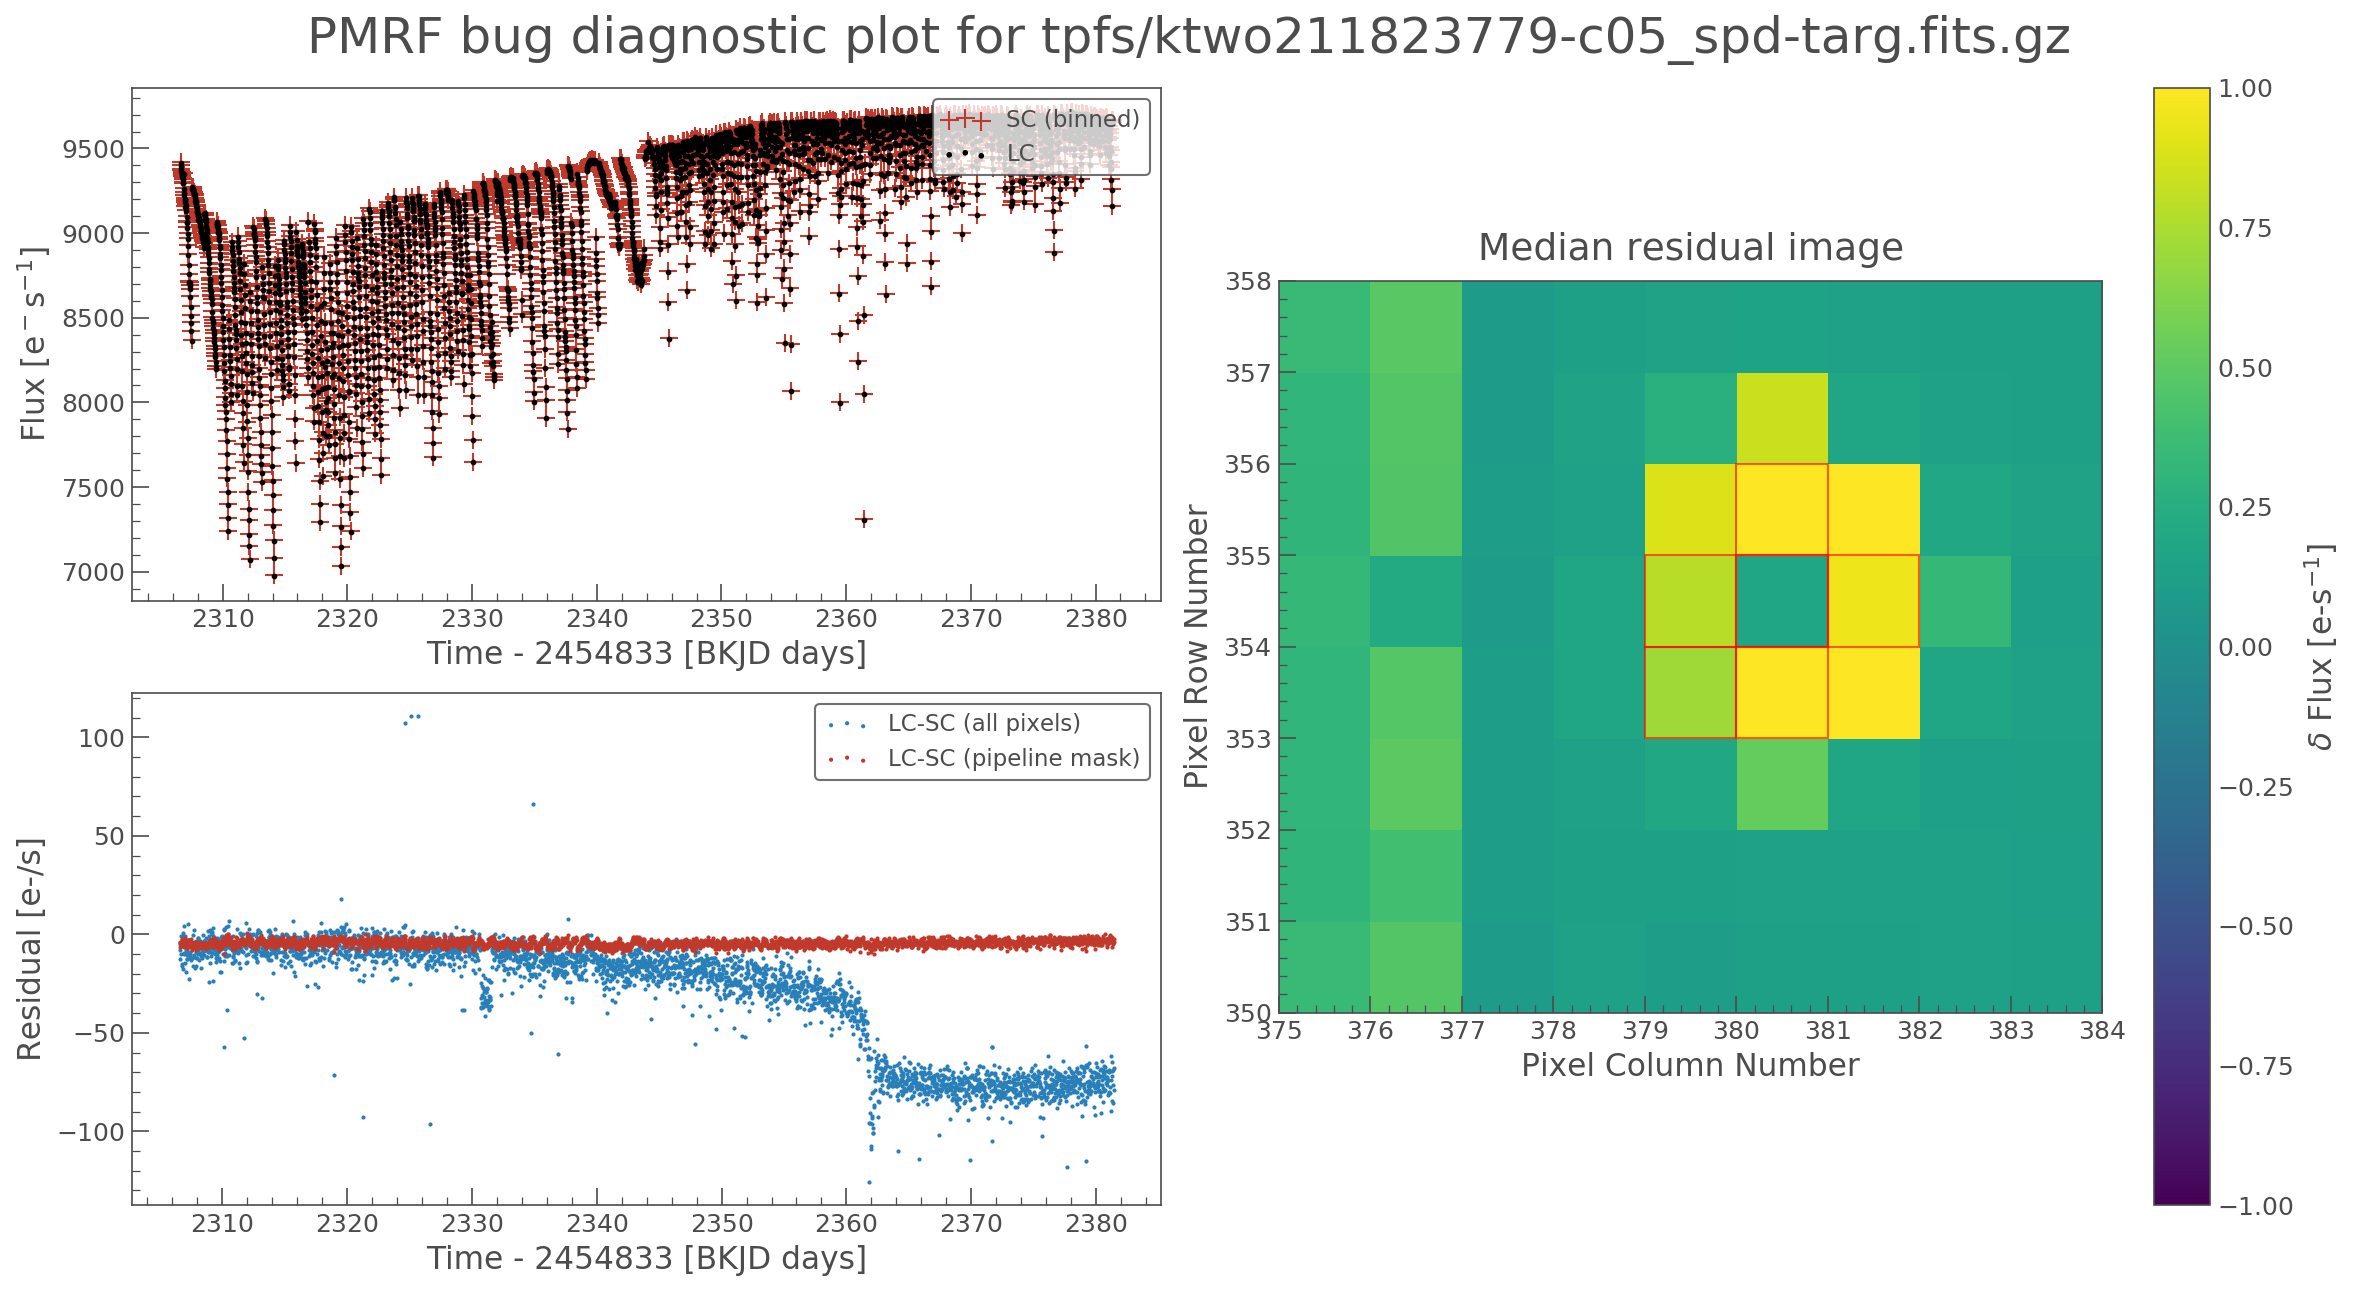 PMRF bug diagnostic plot for tpfs/ktwo211823779-c05_spd-targ.fits.gz
Flux [e⁻ s⁻¹]
9500
9000
8500
8000
7500
7000
SC (binned)
LC
2310 2320 2330 2340 2350 2360 2370 2380
Time - 2454833 [BKJD days]
Residual [e-/s]
100
50
0
−50
−100
LC-SC (all pixels)
LC-SC (pipeline mask)
2310 2320 2330 2340 2350 2360 2370 2380
Time - 2454833 [BKJD days]
Median residual image
Pixel Row Number
358
357
356
355
354
353
352
351
350
375 376 377 378 379 380 381 382 383 384
Pixel Column Number
1.00
0.75
0.50
0.25
0.00
−0.25
−0.50
−0.75
−1.00
δ Flux [e-s⁻¹]